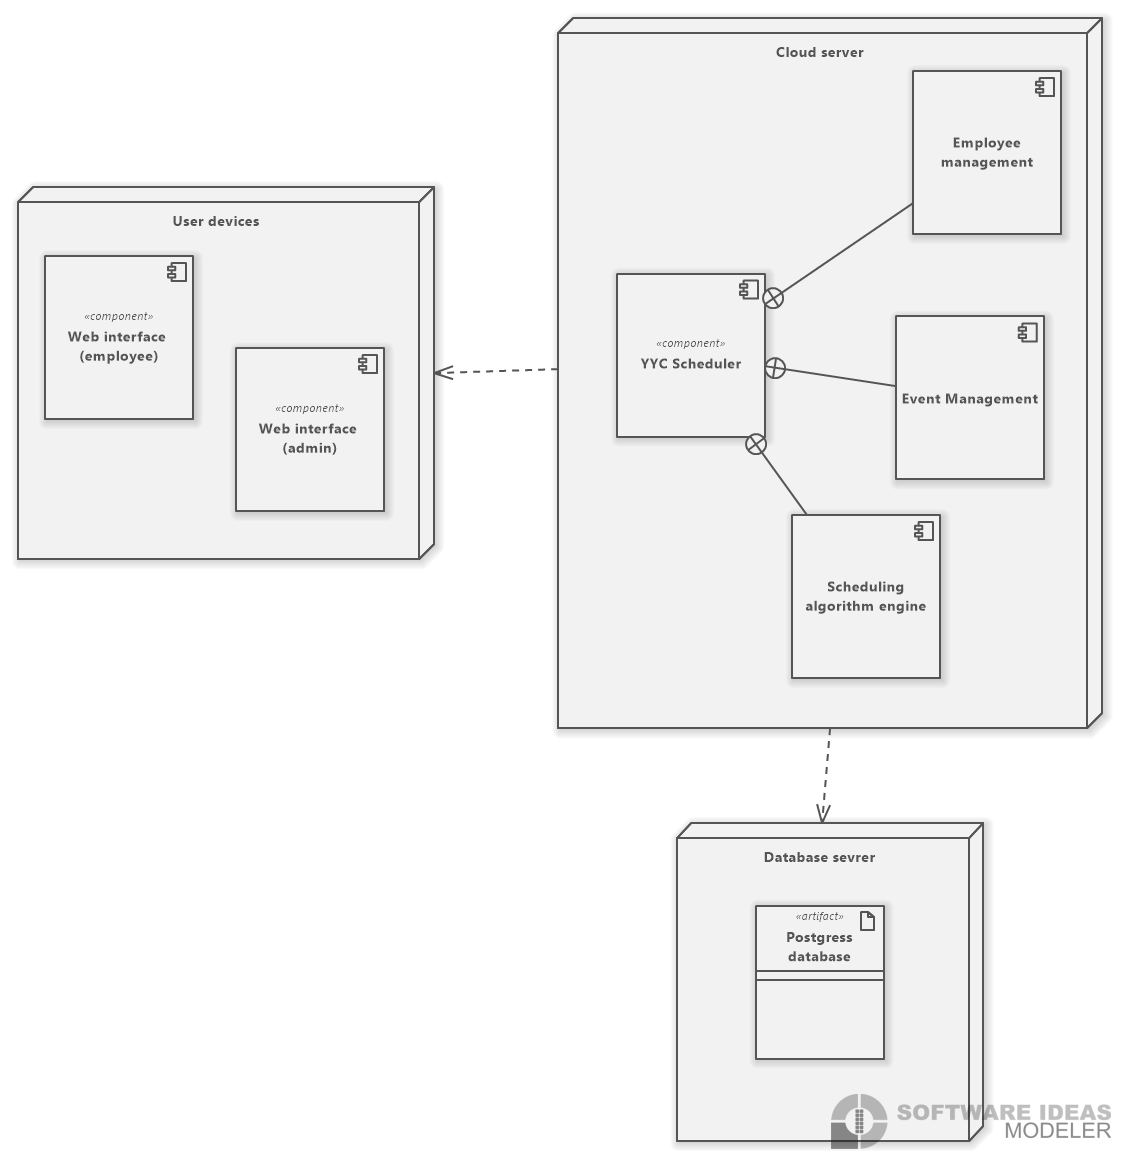 Cloud server
Employee
management
User devices
«component»
Web interface
(employee)
«component»
Web interface
(admin)
«component»
YYC Scheduler
Event Management
Scheduling
algorithm engine
Database sevrer
«artifact»
Postgress
database
SOFTWARE IDEAS
MODELER